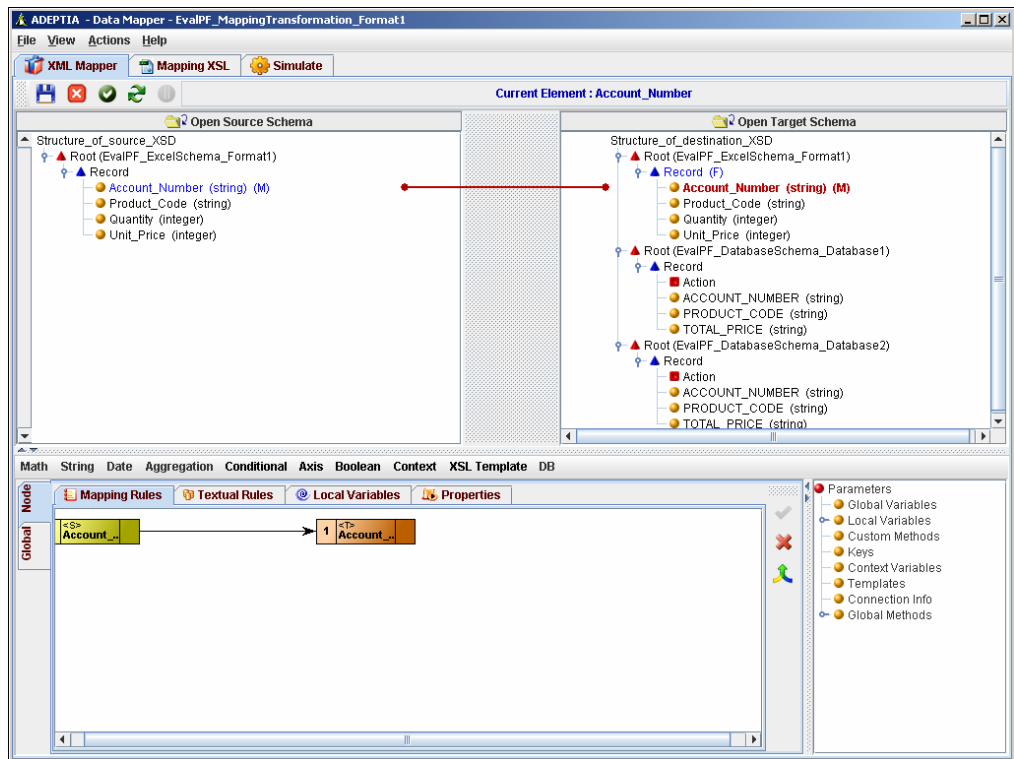 ADEPTIA - Data Mapper - EvalPF_MappingTransformation_Format1
File View Actions Help
XML Mapper Mapping XSL Simulate
Current Element : Account_Number
Open Source Schema
Structure_of_source_XSD
Root (EvalPF_ExcelSchema_Format1)
Record
Account_Number (string) (M)
Product_Code (string)
Quantity (integer)
Unit_Price (integer)
Open Target Schema
Structure_of_destination_XSD
Root (EvalPF_ExcelSchema_Format1)
Record (F)
Account_Number (string) (M)
Product_Code (string)
Quantity (integer)
Unit_Price (integer)
Root (EvalPF_DatabaseSchema_Database1)
Record
Action
ACCOUNT_NUMBER (string)
PRODUCT_CODE (string)
TOTAL_PRICE (string)
Root (EvalPF_DatabaseSchema_Database2)
Record
Action
ACCOUNT_NUMBER (string)
PRODUCT_CODE (string)
TOTAL_PRICE (string)
Math String Date Aggregation Conditional Axis Boolean Context XSL Template DB
Node
Global
Mapping Rules Textual Rules Local Variables Properties
<S>
Account_..
1 <T>
Account_..
Parameters
Global Variables
Local Variables
Custom Methods
Keys
Context Variables
Templates
Connection Info
Global Methods